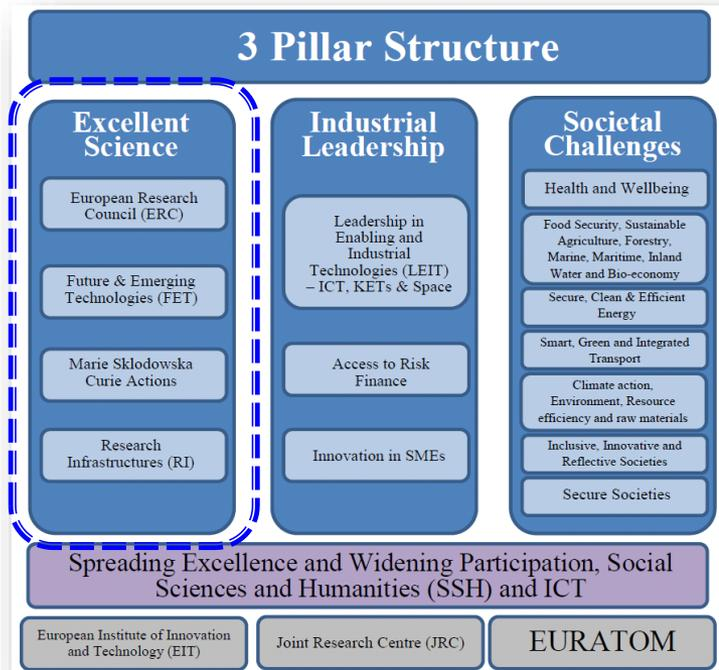 3 Pillar Structure
Excellent
Science
European Research
Council (ERC)
Future & Emerging
Technologies (FET)
Marie Sklodowska
Curie Actions
Research
Infrastructures (RI)
Industrial
Leadership
Leadership in
Enabling and
Industrial
Technologies (LEIT)
– ICT, KETs & Space
Access to Risk
Finance
Innovation in SMEs
Societal
Challenges
Health and Wellbeing
Food Security, Sustainable
Agriculture, Forestry,
Marine, Maritime, Inland
Water and Bio-economy
Secure, Clean & Efficient
Energy
Smart, Green and Integrated
Transport
Climate action,
Environment, Resource
efficiency and raw materials
Inclusive, Innovative and
Reflective Societies
Secure Societies
Spreading Excellence and Widening Participation, Social
Sciences and Humanities (SSH) and ICT
European Institute of Innovation
and Technology (EIT)
Joint Research Centre (JRC)
EURATOM